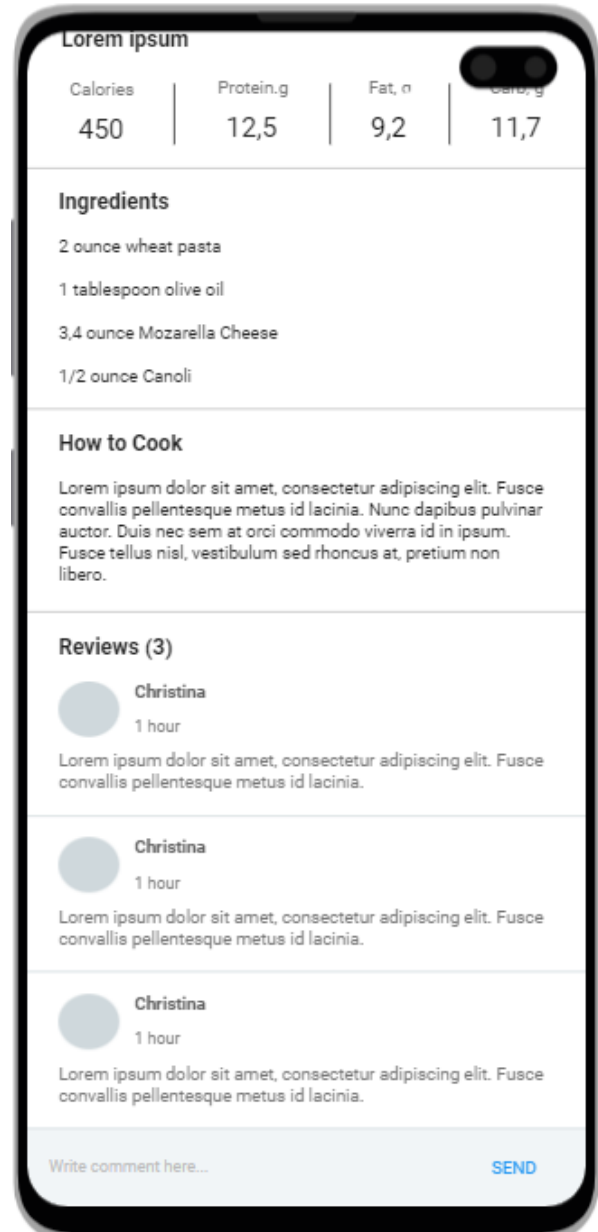 Lorem ipsum
Calories Protein.g Fat, σ Carb, g
450 12,5 9,2 11,7
Ingredients
2 ounce wheat pasta
1 tablespoon olive oil
3,4 ounce Mozarella Cheese
1/2 ounce Canoli
How to Cook
Lorem ipsum dolor sit amet, consectetur adipiscing elit. Fusce
convallis pellentesque metus id lacinia. Nunc dapibus pulvinar
auctor. Duis nec sem at orci commodo viverra id in ipsum.
Fusce tellus nisl, vestibulum sed rhoncus at, pretium non
libero.
Reviews (3)
Christina
1 hour
Lorem ipsum dolor sit amet, consectetur adipiscing elit. Fusce
convallis pellentesque metus id lacinia.
Christina
1 hour
Lorem ipsum dolor sit amet, consectetur adipiscing elit. Fusce
convallis pellentesque metus id lacinia.
Christina
1 hour
Lorem ipsum dolor sit amet, consectetur adipiscing elit. Fusce
convallis pellentesque metus id lacinia.
Write comment here... SEND